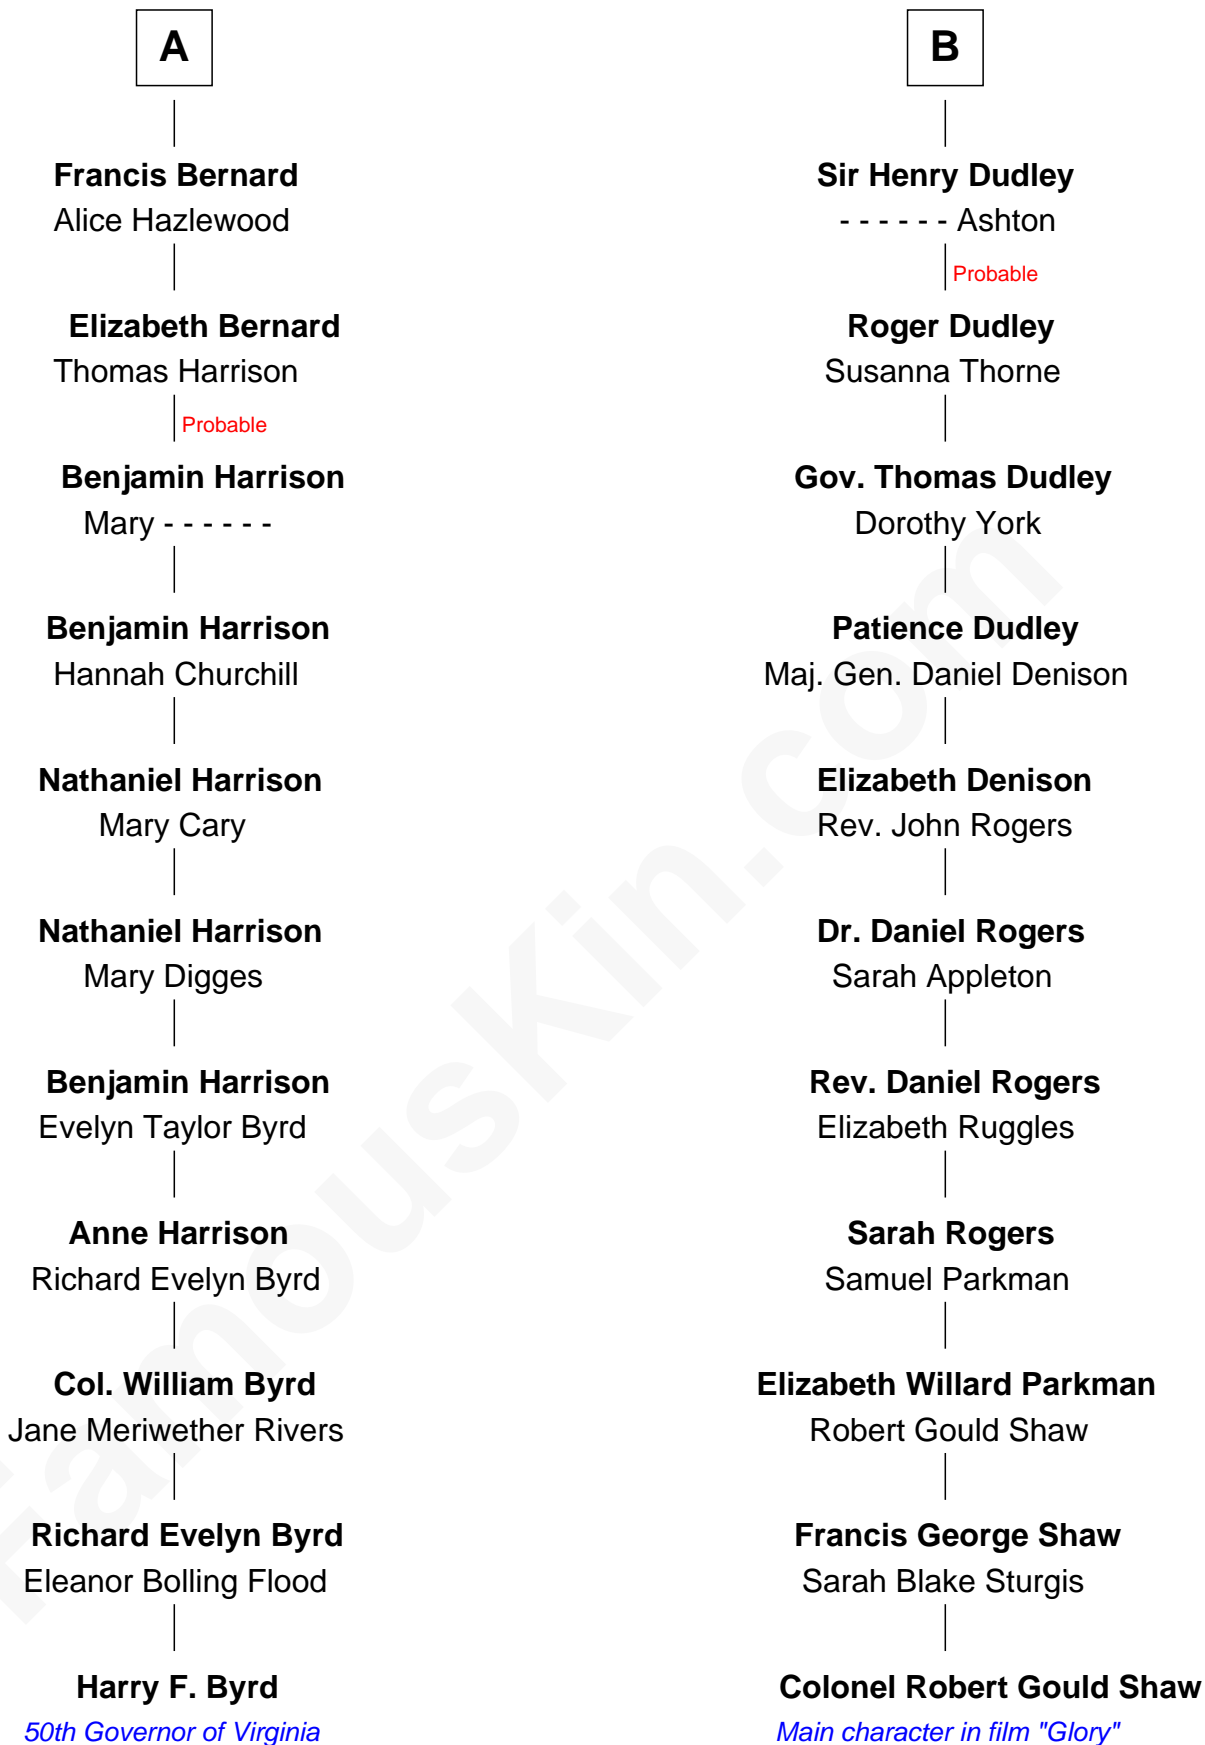 A
Francis Bernard
Alice Hazlewood
Elizabeth Bernard
Thomas Harrison
Probable
Benjamin Harrison
Mary - - - - - -
Benjamin Harrison
Hannah Churchill
Nathaniel Harrison
Mary Cary
Nathaniel Harrison
Mary Digges
Benjamin Harrison
Evelyn Taylor Byrd
Anne Harrison
Richard Evelyn Byrd
Col. William Byrd
Jane Meriwether Rivers
Richard Evelyn Byrd
Eleanor Bolling Flood
Harry F. Byrd
50th Governor of Virginia
B
Sir Henry Dudley
- - - - - - Ashton
Probable
Roger Dudley
Susanna Thorne
Gov. Thomas Dudley
Dorothy York
Patience Dudley
Maj. Gen. Daniel Denison
Elizabeth Denison
Rev. John Rogers
Dr. Daniel Rogers
Sarah Appleton
Rev. Daniel Rogers
Elizabeth Ruggles
Sarah Rogers
Samuel Parkman
Elizabeth Willard Parkman
Robert Gould Shaw
Francis George Shaw
Sarah Blake Sturgis
Colonel Robert Gould Shaw
Main character in film "Glory"
FamousKin.com